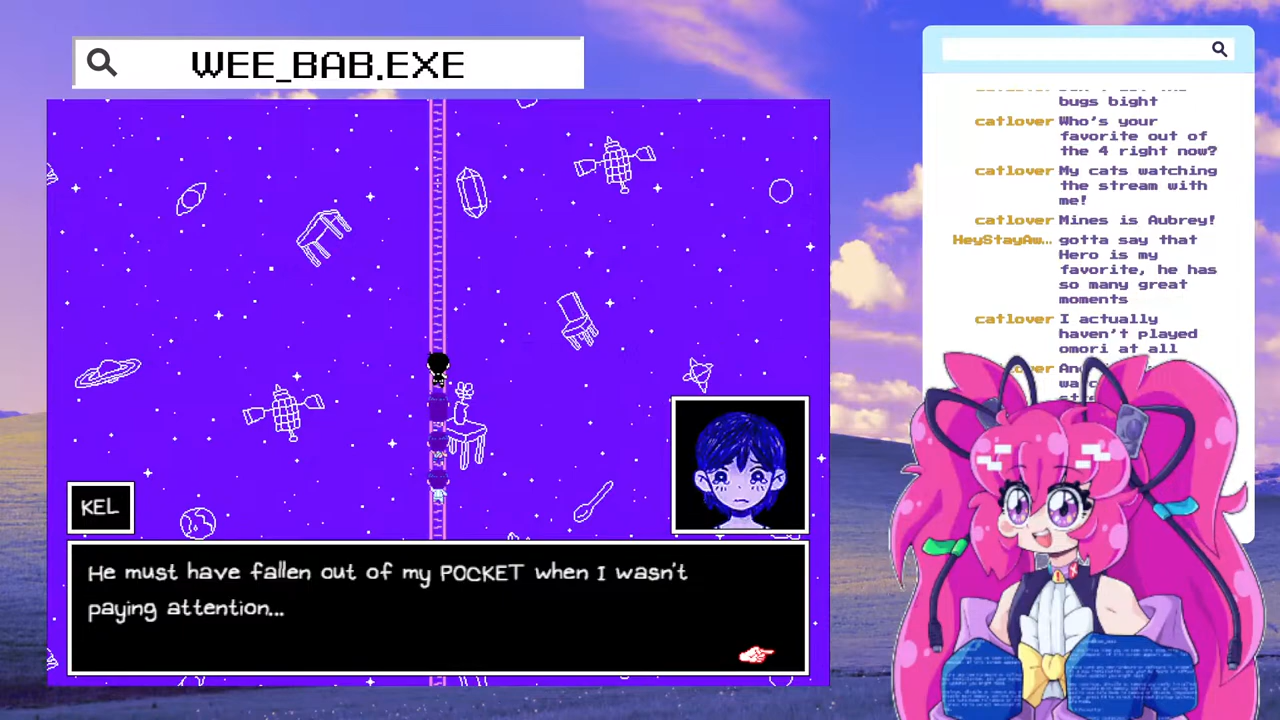 WEE_BAB.EXE
bugs bight
catlover Who's your
favorite out of
the 4 right now?
catlover My cats watching
the stream with
me!
catlover Mines is Aubrey!
HeyStayAw… gotta say that
Hero is my
favorite, he has
so many great
moments
catlover I actually
haven't played
omori at all
KEL
He must have fallen out of my POCKET when I wasn't
paying attention...